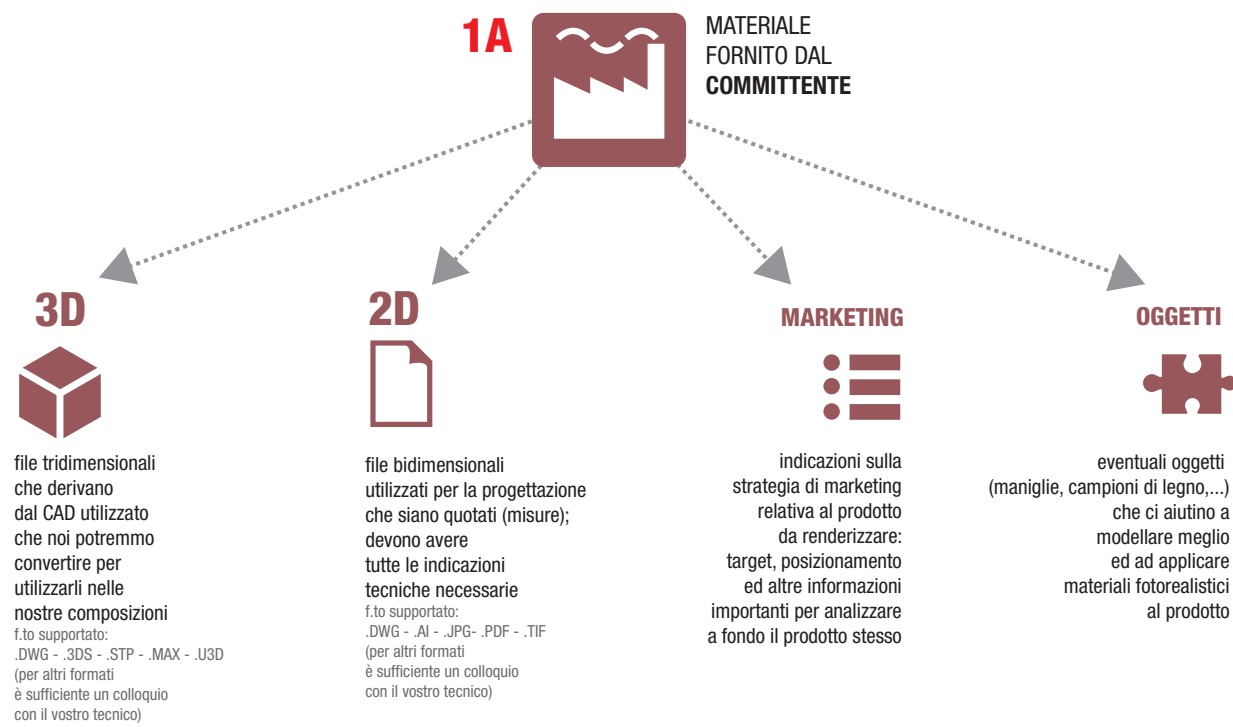 1A
MATERIALE
FORNITO DAL
COMMITTENTE
3D
file tridimensionali
che derivano
dal CAD utilizzato
che noi potremmo
convertire per
utilizzarli nelle
nostre composizioni
f.to supportato:
.DWG - .3DS - .STP - .MAX - .U3D
(per altri formati
è sufficiente un colloquio
con il vostro tecnico)
2D
file bidimensionali
utilizzati per la progettazione
che siano quotati (misure);
devono avere
tutte le indicazioni
tecniche necessarie
f.to supportato:
.DWG - .AI - .JPG- .PDF - .TIF
(per altri formati
è sufficiente un colloquio
con il vostro tecnico)
MARKETING
indicazioni sulla
strategia di marketing
relativa al prodotto
da renderizzare:
target, posizionamento
ed altre informazioni
importanti per analizzare
a fondo il prodotto stesso
OGGETTI
eventuali oggetti
(maniglie, campioni di legno,...)
che ci aiutino a
modellare meglio
ed ad applicare
materiali fotorealistici
al prodotto